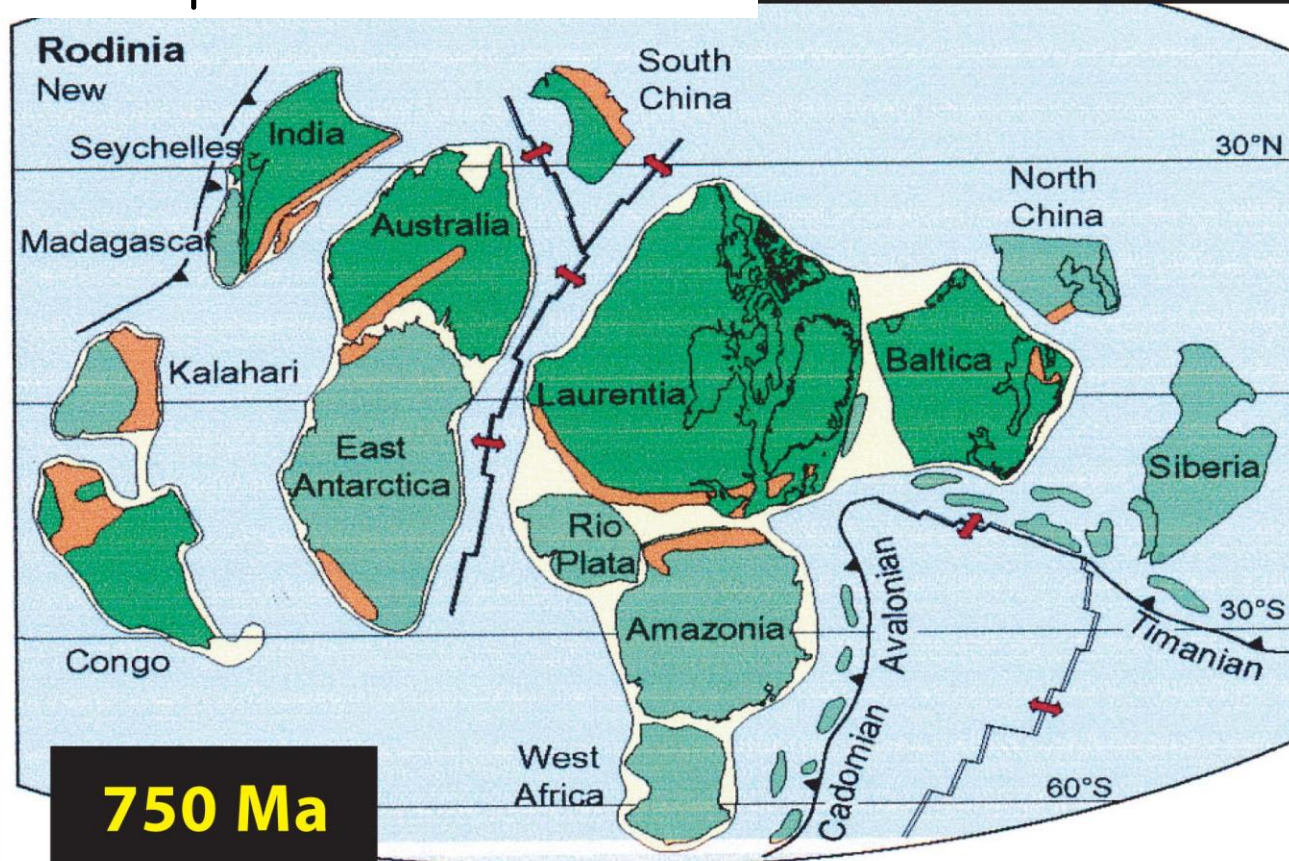 Rodinia
New
South
China
India
Seychelles
30°N
North
China
Madagascar
Australia
Kalahari
Baltica
Laurentia
East
Antarctica
Siberia
Rio
Plata
Avalonian
30°S
Amazonia
Timanian
Congo
West
Africa
Cadomian
60°S
750 Ma